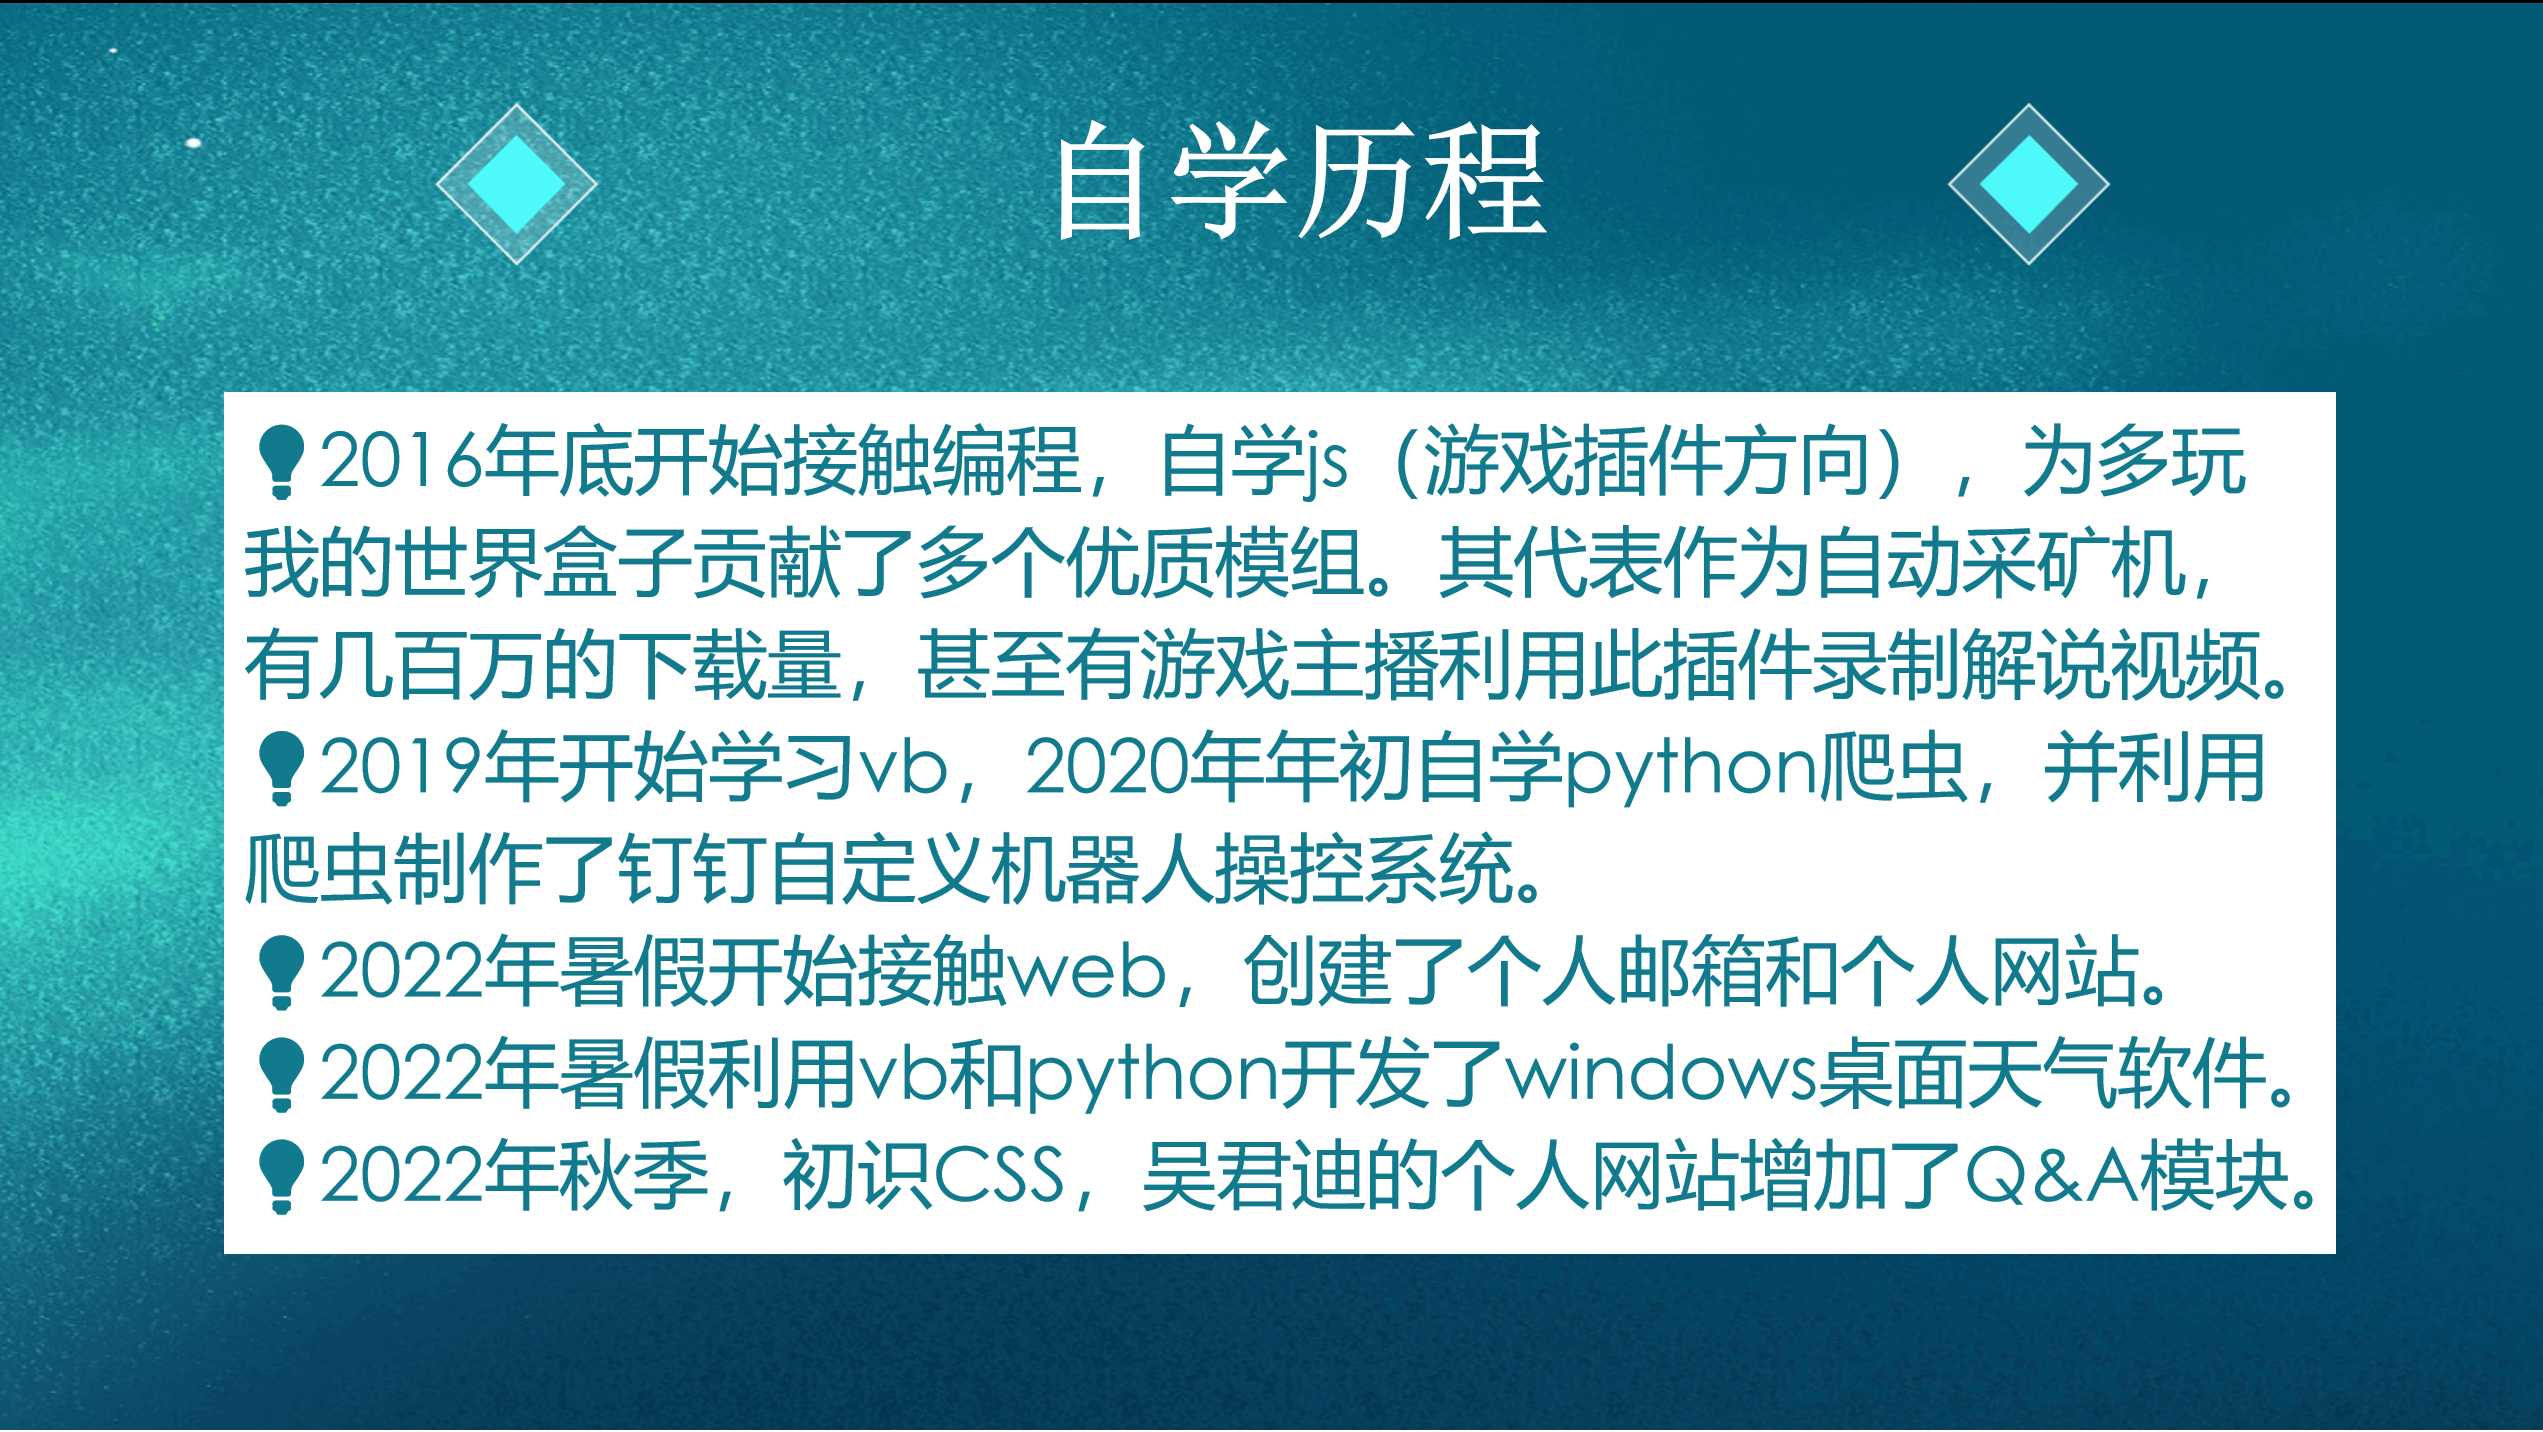 自学历程
2016年底开始接触编程，自学js（游戏插件方向），为多玩
我的世界盒子贡献了多个优质模组。其代表作为自动采矿机，
有几百万的下载量，甚至有游戏主播利用此插件录制解说视频。
2019年开始学习vb，2020年年初自学python爬虫，并利用
爬虫制作了钉钉自定义机器人操控系统。
2022年暑假开始接触web，创建了个人邮箱和个人网站。
2022年暑假利用vb和python开发了windows桌面天气软件。
2022年秋季，初识CSS，吴君迪的个人网站增加了Q&A模块。